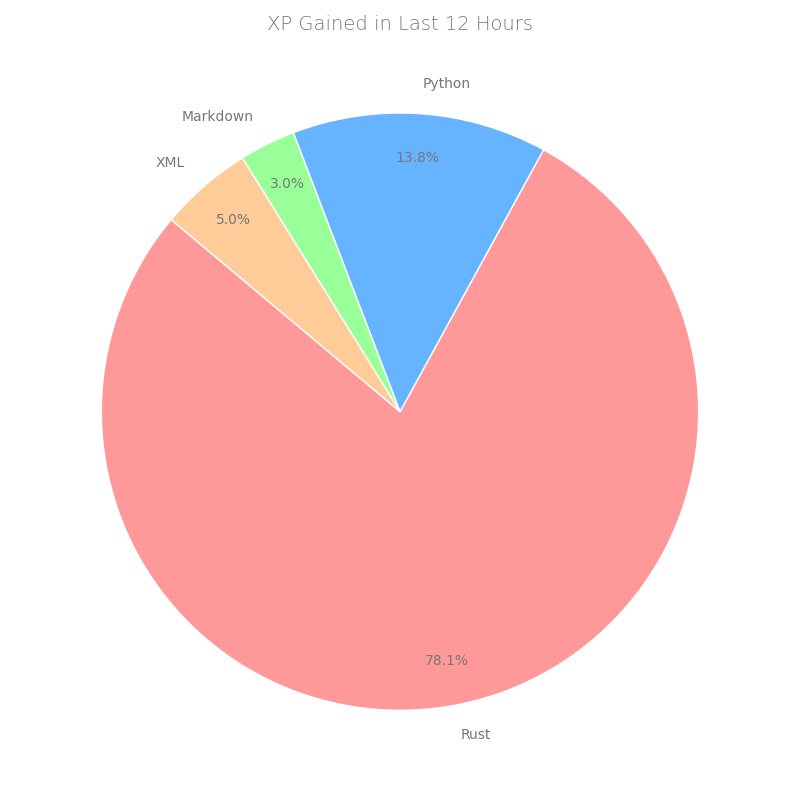 XP Gained in Last 12 Hours
Python
Markdown
13.8%
XML
3.0%
5.0%
78.1%
Rust